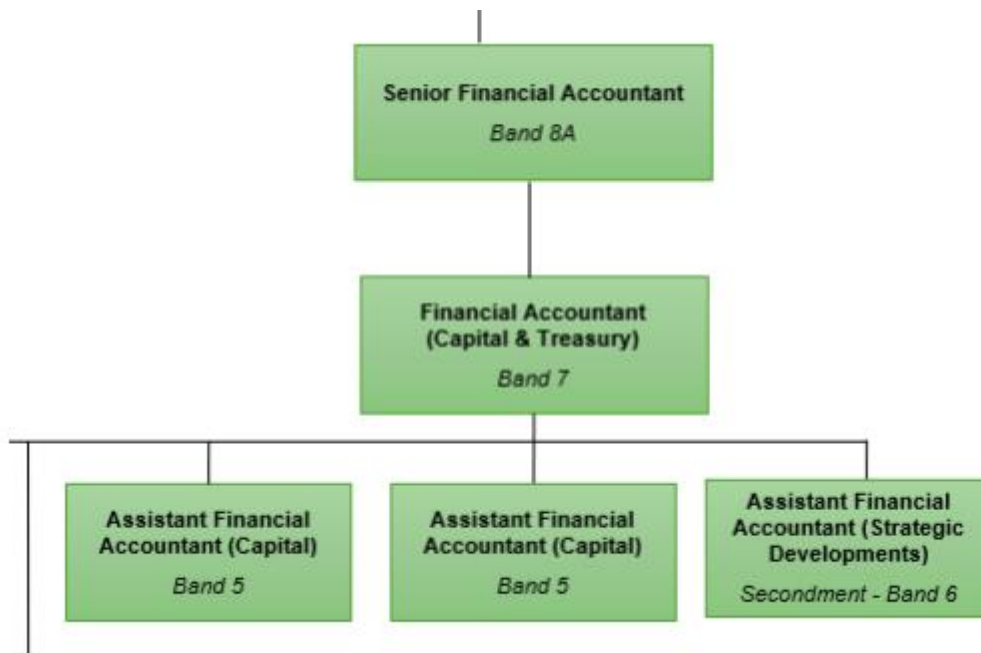 Senior Financial Accountant
Band 8A
Financial Accountant
(Capital & Treasury)
Band 7
Assistant Financial
Accountant (Capital)
Band 5
Assistant Financial
Accountant (Capital)
Band 5
Assistant Financial
Accountant (Strategic
Developments)
Secondment - Band 6